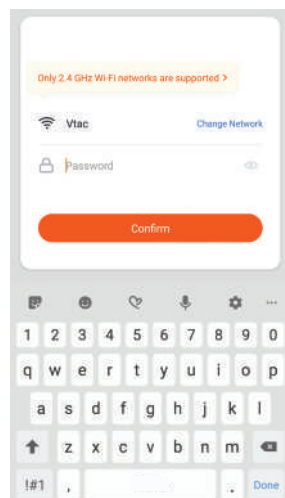 Only 2.4 GHz Wi-Fi networks are supported >
Vtac Change Network
Password
Confirm
1 2 3 4 5 6 7 8 9 0
q w e r t y u i o p
a s d f g h j k l
z x c v b n m
!#1 , . Done